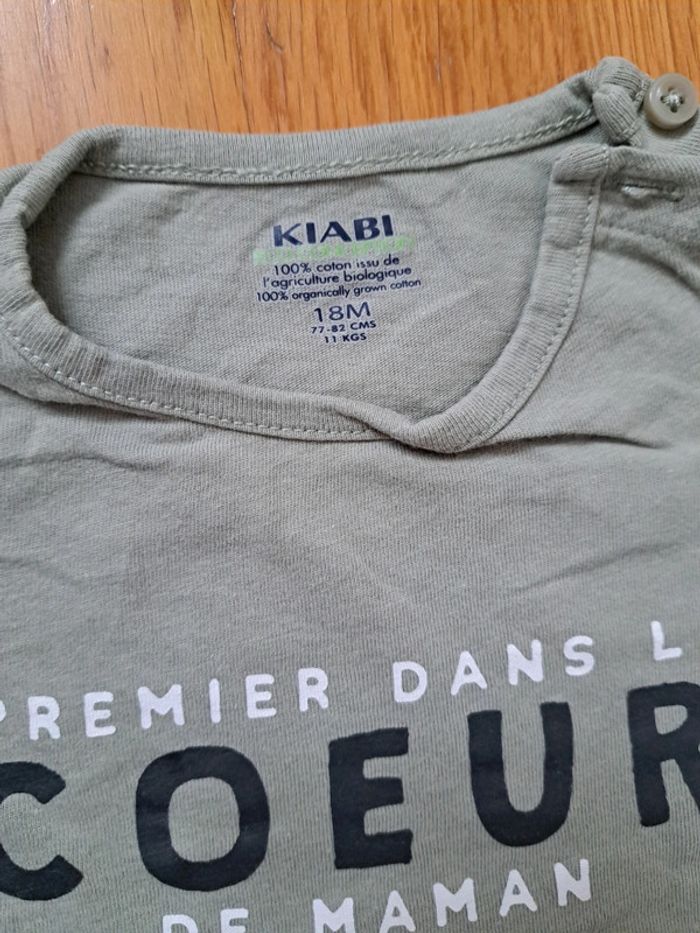 KIABI
100% coton issu de
l'agriculture biologique
100% organically grown cotton
18M
77-82 CMS
11 KGS
PREMIER DANS L
COEUR
DE MAMAN